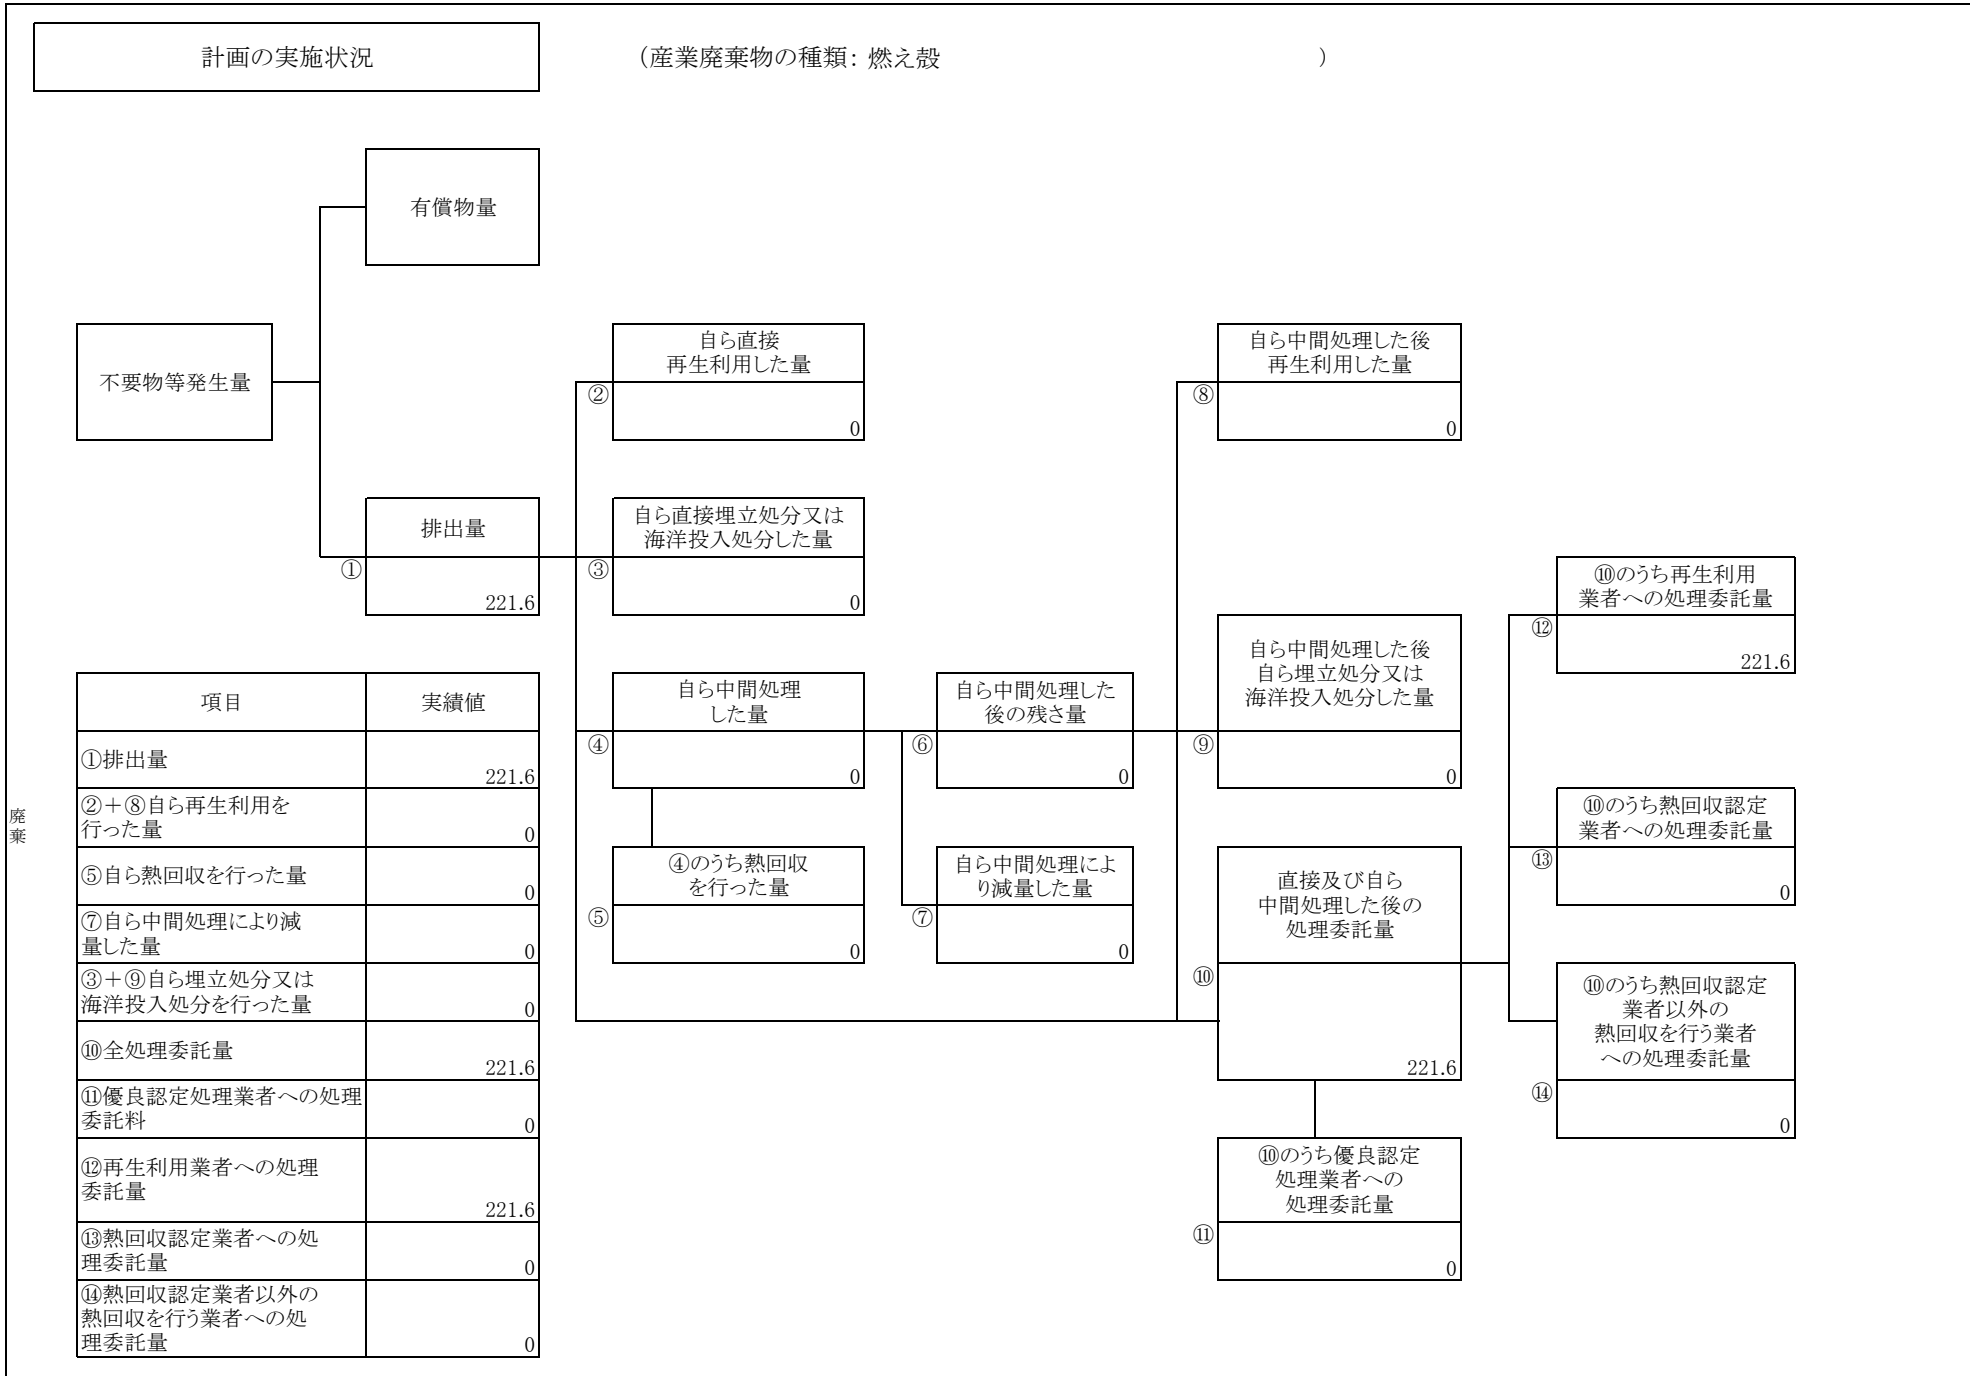 計画の実施状況
（産業廃棄物の種類：燃え殻 ）
有償物量
不要物等発生量
排出量
①
221.6
自ら直接
再生利用した量
②
0
自ら直接埋立処分又は
海洋投入処分した量
③
0
自ら中間処理
した量
④
0
④のうち熱回収
を行った量
⑤
0
自ら中間処理した
後の残さ量
⑥
0
自ら中間処理によ
り減量した量
⑦
0
自ら中間処理した後
再生利用した量
⑧
0
自ら中間処理した後
自ら埋立処分又は
海洋投入処分した量
⑨
0
直接及び自ら
中間処理した後の
処理委託量
⑩
221.6
⑩のうち優良認定
処理業者への
処理委託量
⑪
0
⑩のうち再生利用
業者への処理委託量
⑫
221.6
⑩のうち熱回収認定
業者への処理委託量
⑬
0
⑩のうち熱回収認定
業者以外の
熱回収を行う業者
への処理委託量
⑭
0
項目 実績値
①排出量
221.6
②＋⑧自ら再生利用を
行った量
0
⑤自ら熱回収を行った量
0
⑦自ら中間処理により減
量した量
0
③＋⑨自ら埋立処分又は
海洋投入処分を行った量
0
⑩全処理委託量
221.6
⑪優良認定処理業者への処理
委託料
0
⑫再生利用業者への処理
委託量
221.6
⑬熱回収認定業者への処
理委託量
0
⑭熱回収認定業者以外の
熱回収を行う業者への処
理委託量
0
廃
棄